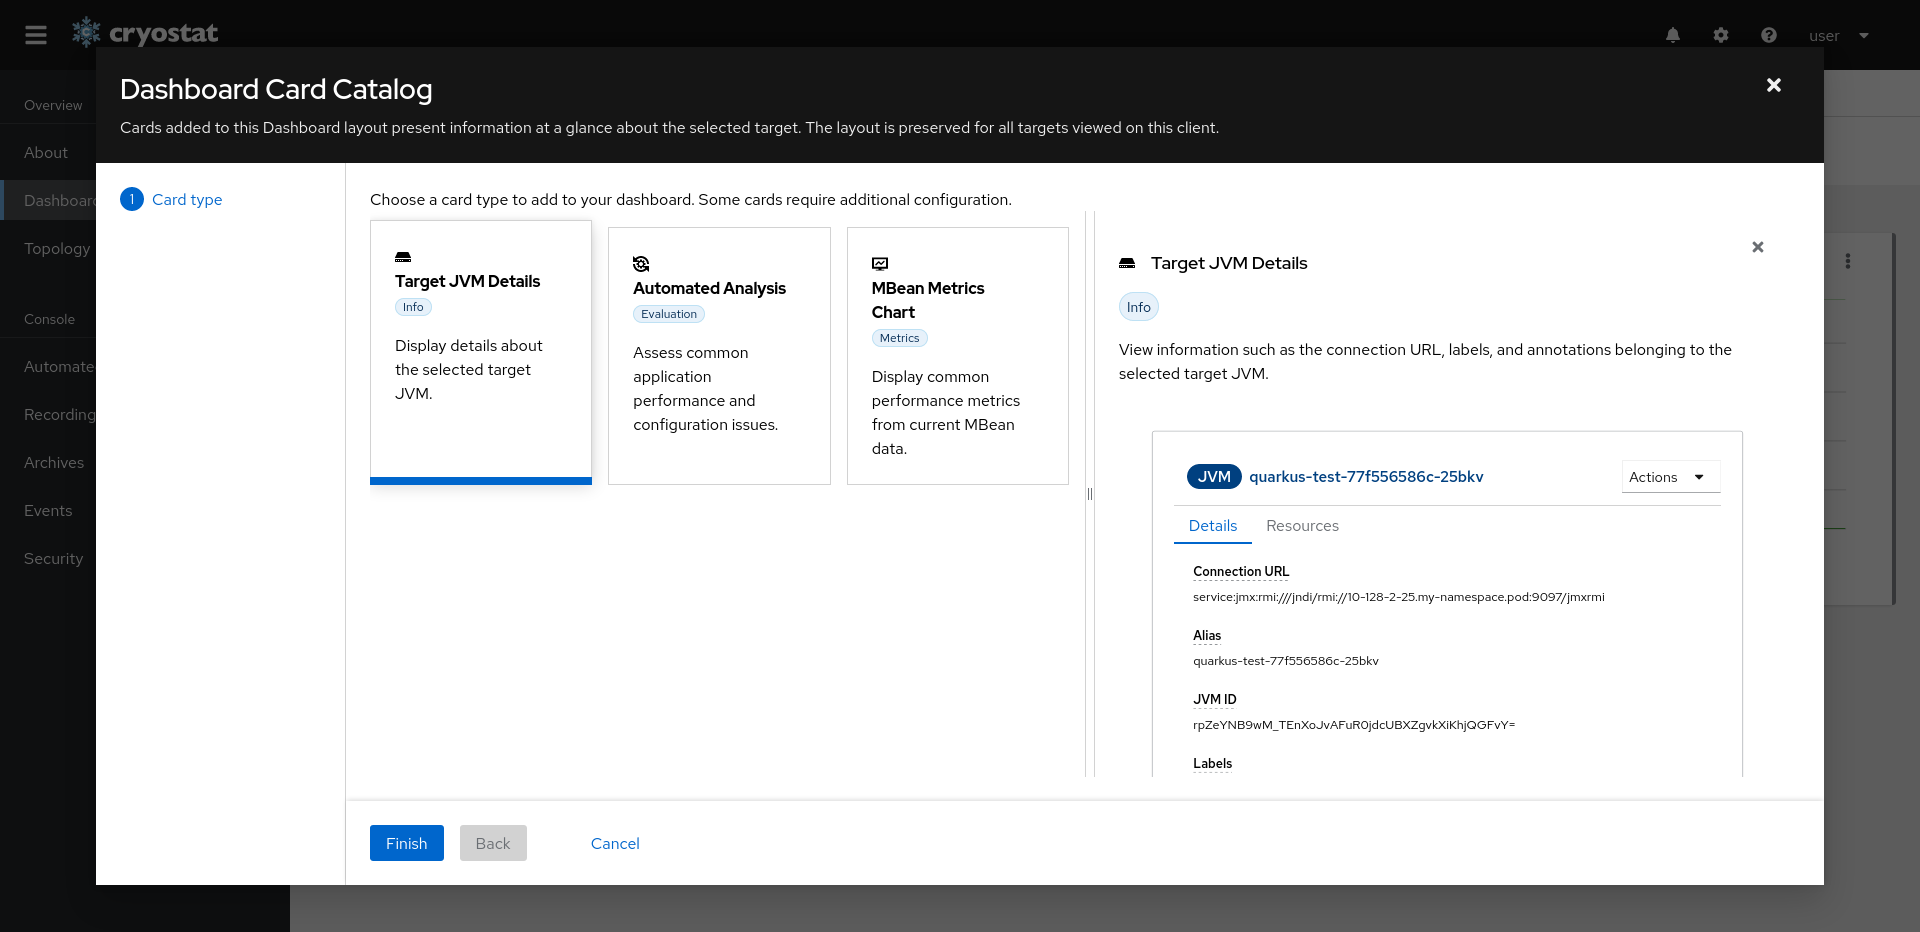 cryostat
user
Dashboard Card Catalog
Cards added to this Dashboard layout present information at a glance about the selected target. The layout is preserved for all targets viewed on this client.
Overview
About
Dashboard
Topology
Console
Automate
Recording
Archives
Events
Security
1 Card type
Choose a card type to add to your dashboard. Some cards require additional configuration.
Target JVM Details
Info
Display details about
the selected target
JVM.
Automated Analysis
Evaluation
Assess common
application
performance and
configuration issues.
MBean Metrics
Chart
Metrics
Display common
performance metrics
from current MBean
data.
Target JVM Details
Info
View information such as the connection URL, labels, and annotations belonging to the
selected target JVM.
JVM quarkus-test-77f556586c-25bkv
Actions
Details Resources
Connection URL
service:jmx:rmi:///jndi/rmi://10-128-2-25.my-namespace.pod:9097/jmxrmi
Alias
quarkus-test-77f556586c-25bkv
JVM ID
rpZeYNB9wM_TEnXoJvAFuR0jdcUBXZgvkXiKhjQGFvY=
Labels
Finish Back Cancel